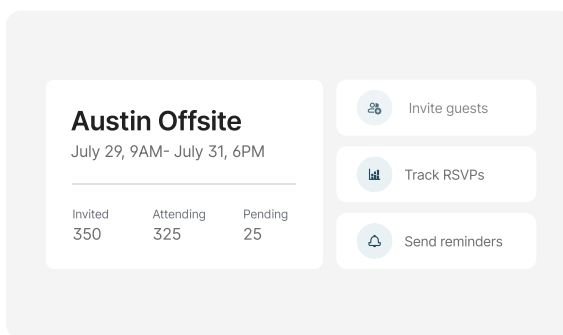 Austin Offsite
July 29, 9AM- July 31, 6PM
Invited Attending Pending
350 325 25
Invite guests
Track RSVPs
Send reminders